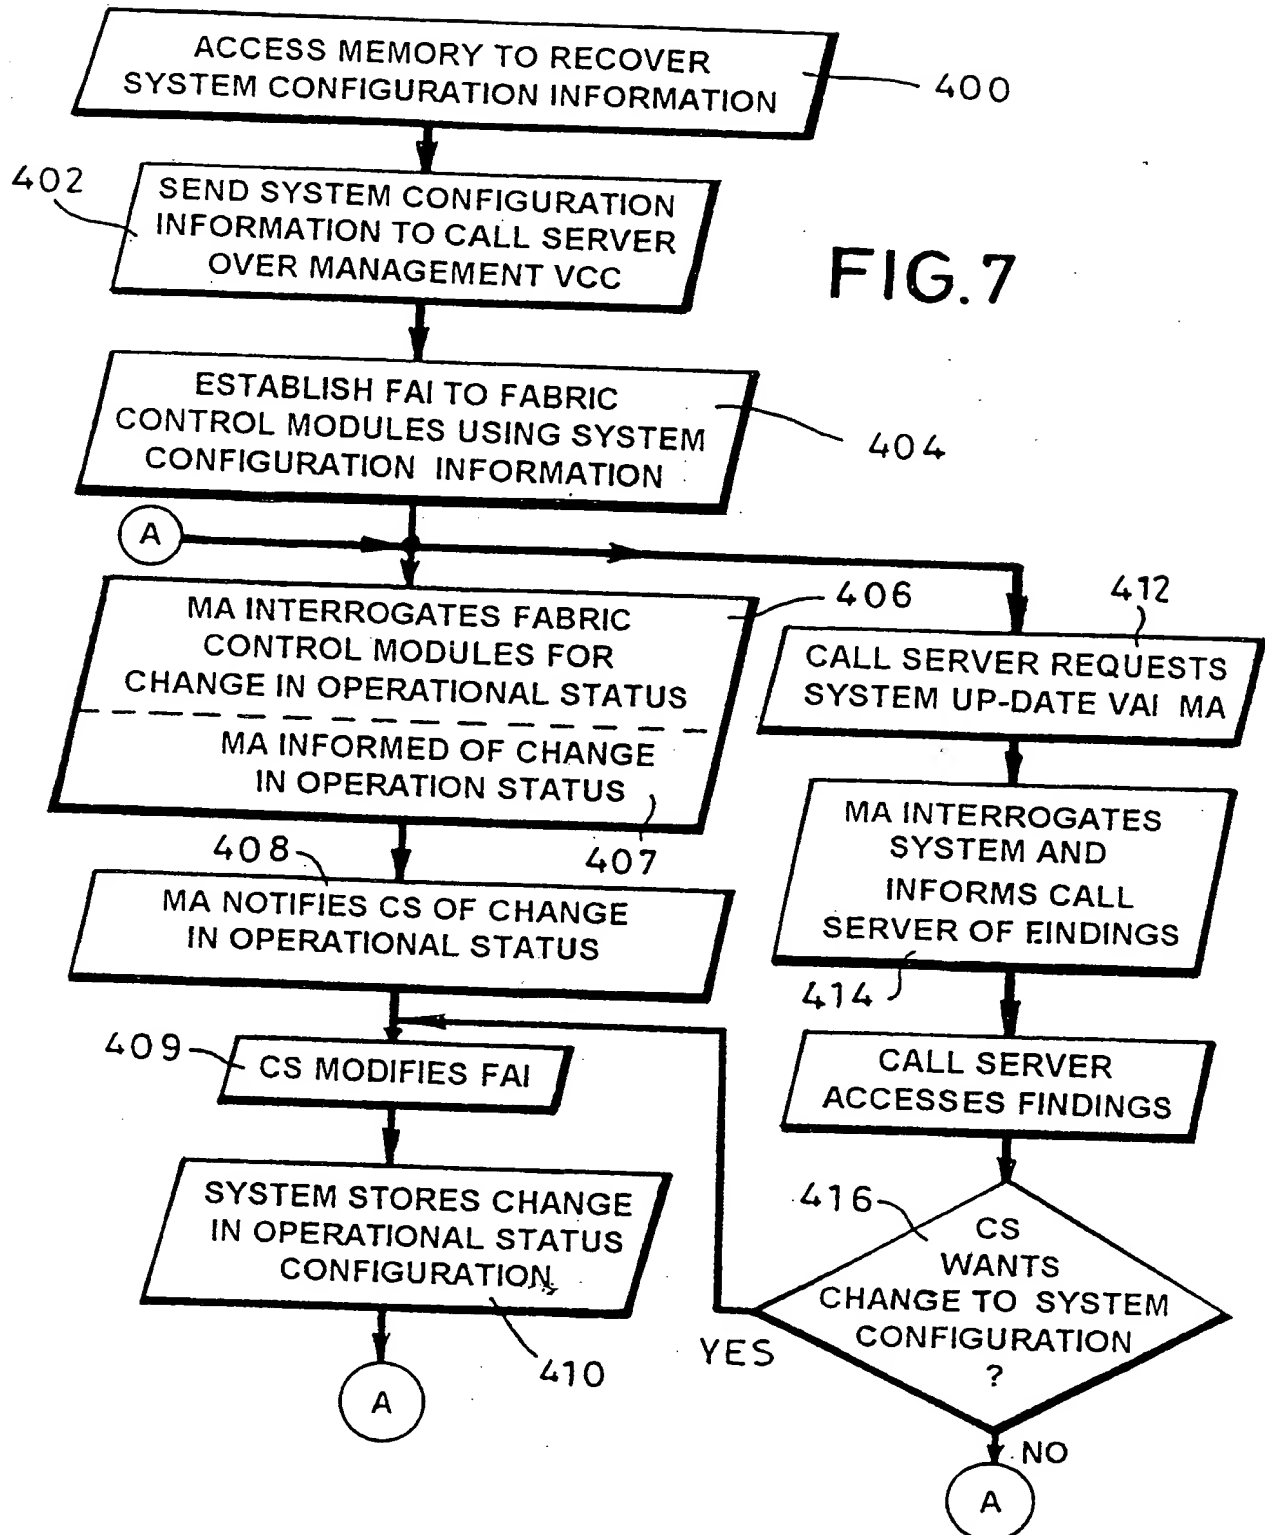 ACCESS MEMORY TO RECOVER
SYSTEM CONFIGURATION INFORMATION
400
402
SEND SYSTEM CONFIGURATION
INFORMATION TO CALL SERVER
OVER MANAGEMENT VCC
FIG.7
ESTABLISH FAI TO FABRIC
CONTROL MODULES USING SYSTEM
CONFIGURATION INFORMATION
404
A
MA INTERROGATES FABRIC
CONTROL MODULES FOR
CHANGE IN OPERATIONAL STATUS
406
MA INFORMED OF CHANGE
IN OPERATION STATUS
407
412
CALL SERVER REQUESTS
SYSTEM UP-DATE VAI MA
MA INTERROGATES
SYSTEM AND
INFORMS CALL
SERVER OF FINDINGS
414
408
MA NOTIFIES CS OF CHANGE
IN OPERATIONAL STATUS
409
CS MODIFIES FAI
CALL SERVER
ACCESSES FINDINGS
SYSTEM STORES CHANGE
IN OPERATIONAL STATUS
CONFIGURATION
410
A
416
CS
WANTS
CHANGE TO SYSTEM
CONFIGURATION
?
YES
NO
A